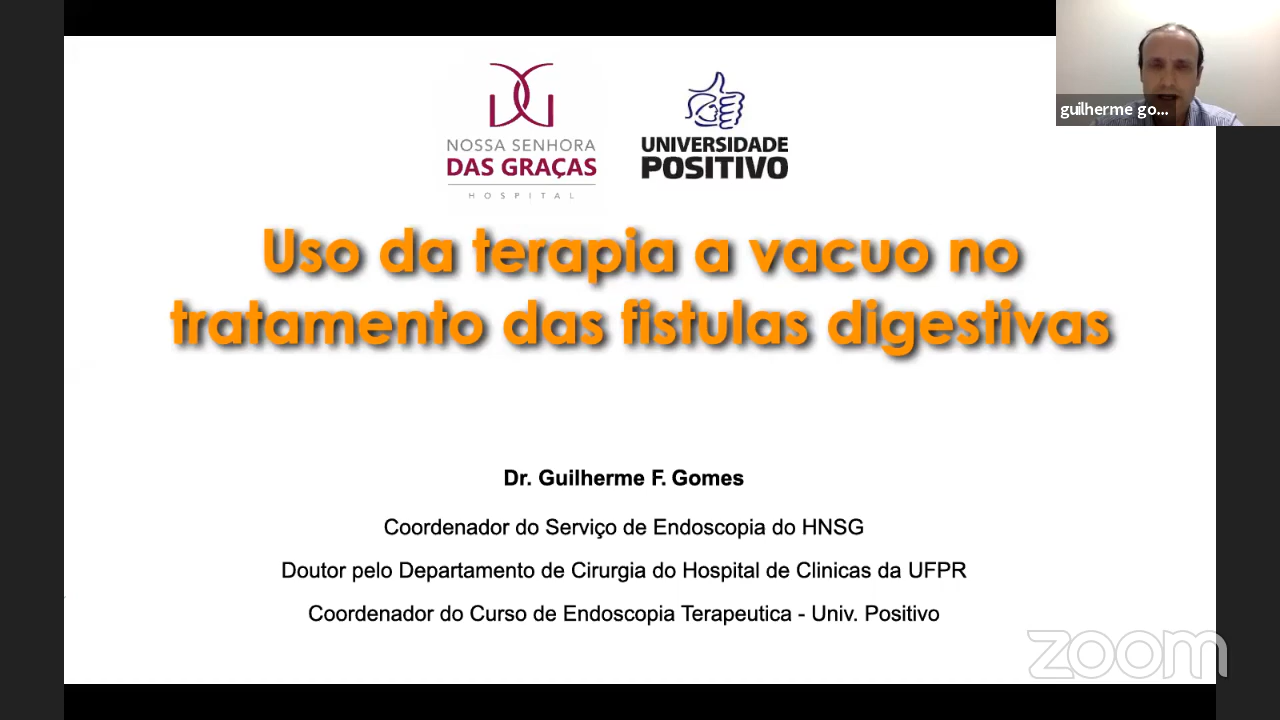 guilherme go...
NOSSA SENHORA
DAS GRAÇAS
HOSPITAL
UNIVERSIDADE
POSITIVO
Uso da terapia a vacuo no
tratamento das fistulas digestivas
Dr. Guilherme F. Gomes
Coordenador do Serviço de Endoscopia do HNSG
Doutor pelo Departamento de Cirurgia do Hospital de Clinicas da UFPR
Coordenador do Curso de Endoscopia Terapeutica - Univ. Positivo
zoom